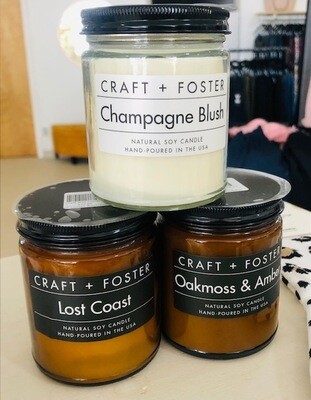 CRAFT + FOSTER
Champagne Blush
NATURAL SOY CANDLE
HAND-POURED IN THE USA
CRAFT + FOSTER
Lost Coast
NATURAL SOY CANDLE
HAND-POURED IN THE USA
CRAFT + FOSTER
Oakmoss & Amber
NATURAL SOY CANDLE
HAND-POURED IN THE USA